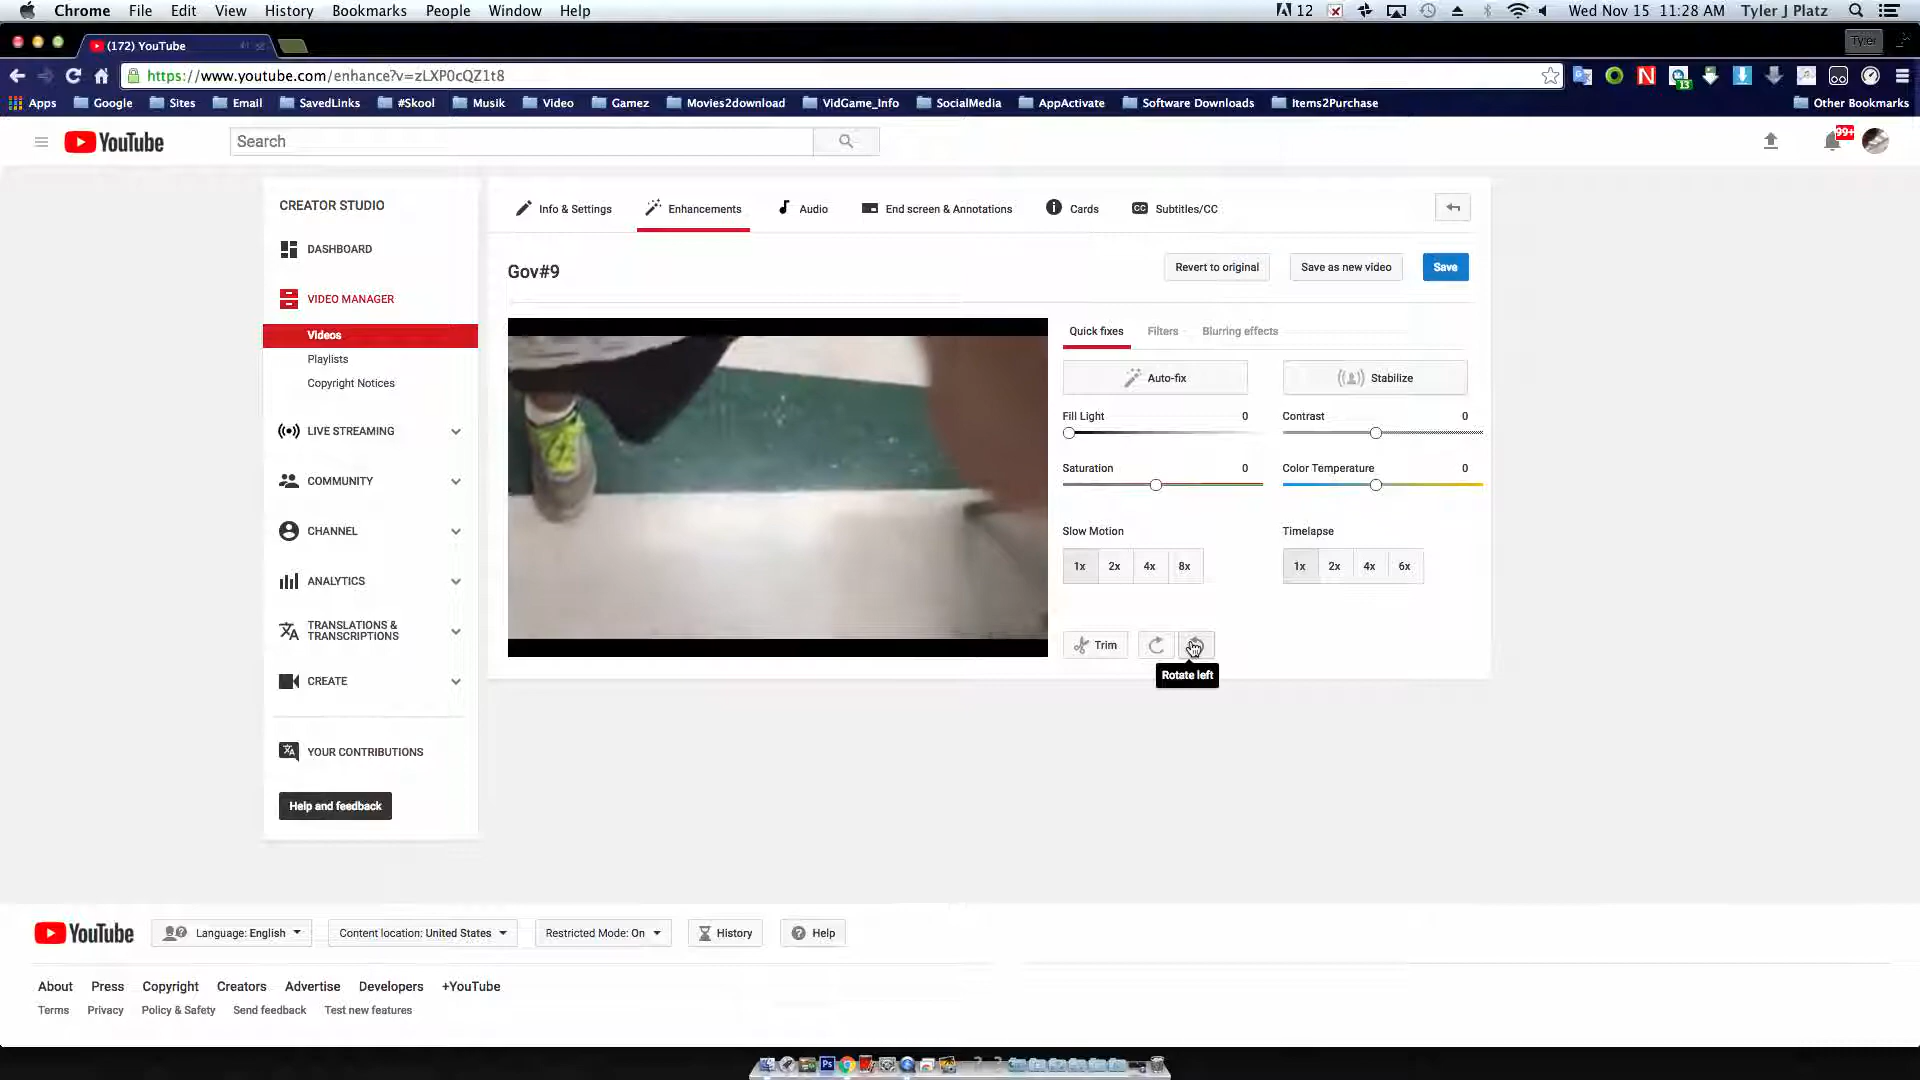 Chrome File Edit View History Bookmarks People Window Help 12 Wed Nov 15 11:28 AM Tyler J Platz
(172) YouTube Tyler
https://www.youtube.com/enhance?v=zLXP0cQZ1t8
Apps Google Sites Email SavedLinks #Skool Musik Video Gamez Movies2download VidGame_Info SocialMedia AppActivate Software Downloads Items2Purchase Other Bookmarks
13
YouTube Search 99+
CREATOR STUDIO
DASHBOARD
VIDEO MANAGER
Videos
Playlists
Copyright Notices
LIVE STREAMING
COMMUNITY
CHANNEL
ANALYTICS
TRANSLATIONS &
TRANSCRIPTIONS
CREATE
YOUR CONTRIBUTIONS
Help and feedback
Info & Settings Enhancements Audio End screen & Annotations Cards CC Subtitles/CC
Gov#9 Revert to original Save as new video Save
Quick fixes Filters Blurring effects
Auto-fix Stabilize
Fill Light 0 Contrast 0
Saturation 0 Color Temperature 0
Slow Motion Timelapse
1x 2x 4x 8x 1x 2x 4x 6x
Trim
Rotate left
YouTube Language: English Content location: United States Restricted Mode: On History Help
About Press Copyright Creators Advertise Developers +YouTube
Terms Privacy Policy & Safety Send feedback Test new features
Ps